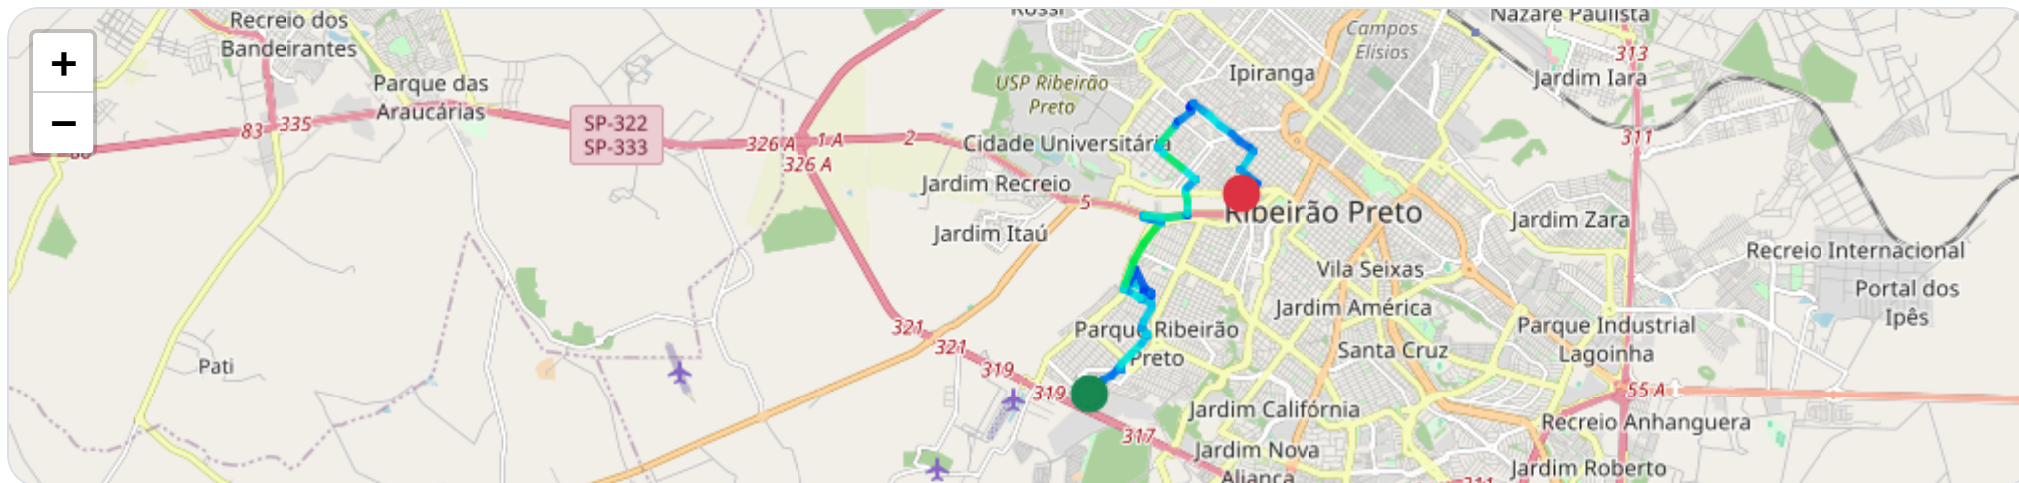 +
−
Recreio dos
Bandeirantes
Parque das
Araucárias
83
335
SP-322
SP-333
326 A
1 A
2
326 A
USP Ribeirão
Preto
Cidade Universitária
Jardim Recreio
5
Jardim Itaú
Ipiranga
Campos
Elísios
Nazaré Paulista
313
Jardim Iara
311
Ribeirão Preto
Jardim Zara
Recreio Internacional
Portal dos
Ipês
Vila Seixas
Jardim América
Parque Industrial
Lagoinha
Santa Cruz
Parque Ribeirão
Preto
321
321
319
319
317
Pati
55 A
Jardim Califórnia
Recreio Anhanguera
Jardim Nova
Aliança
Jardim Roberto